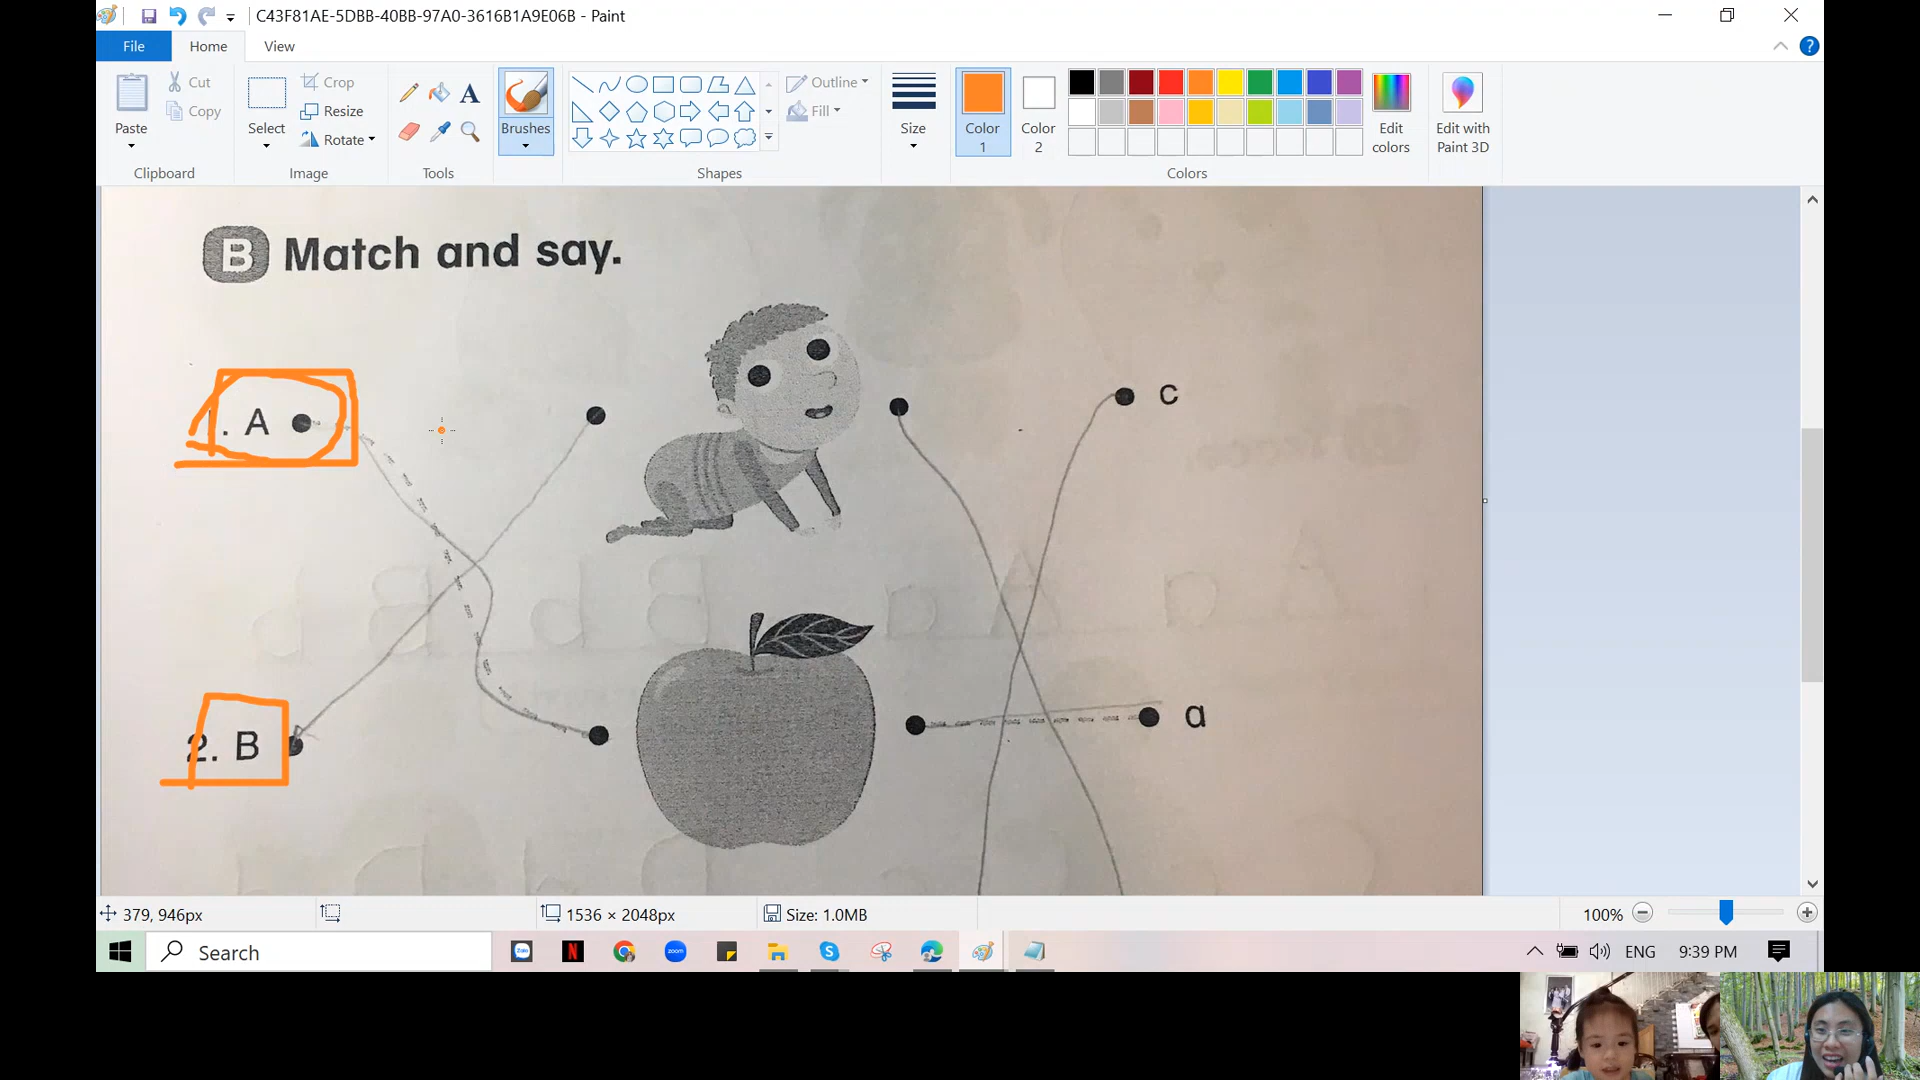 C43F81AE-5DBB-40BB-97A0-3616B1A9E06B - Paint
File Home View
Paste
Cut
Copy
Clipboard
Select
Crop
Resize
Rotate
Image
A
Tools
Brushes
Shapes
Outline
Fill
Size
Color 1
Color 2
Edit colors
Colors
Edit with Paint 3D
B Match and say.
. A
c
2. B
a
379, 946px
1536 × 2048px
Size: 1.0MB
100%
Search
Zalo
N
zoom
S
ENG
9:39 PM